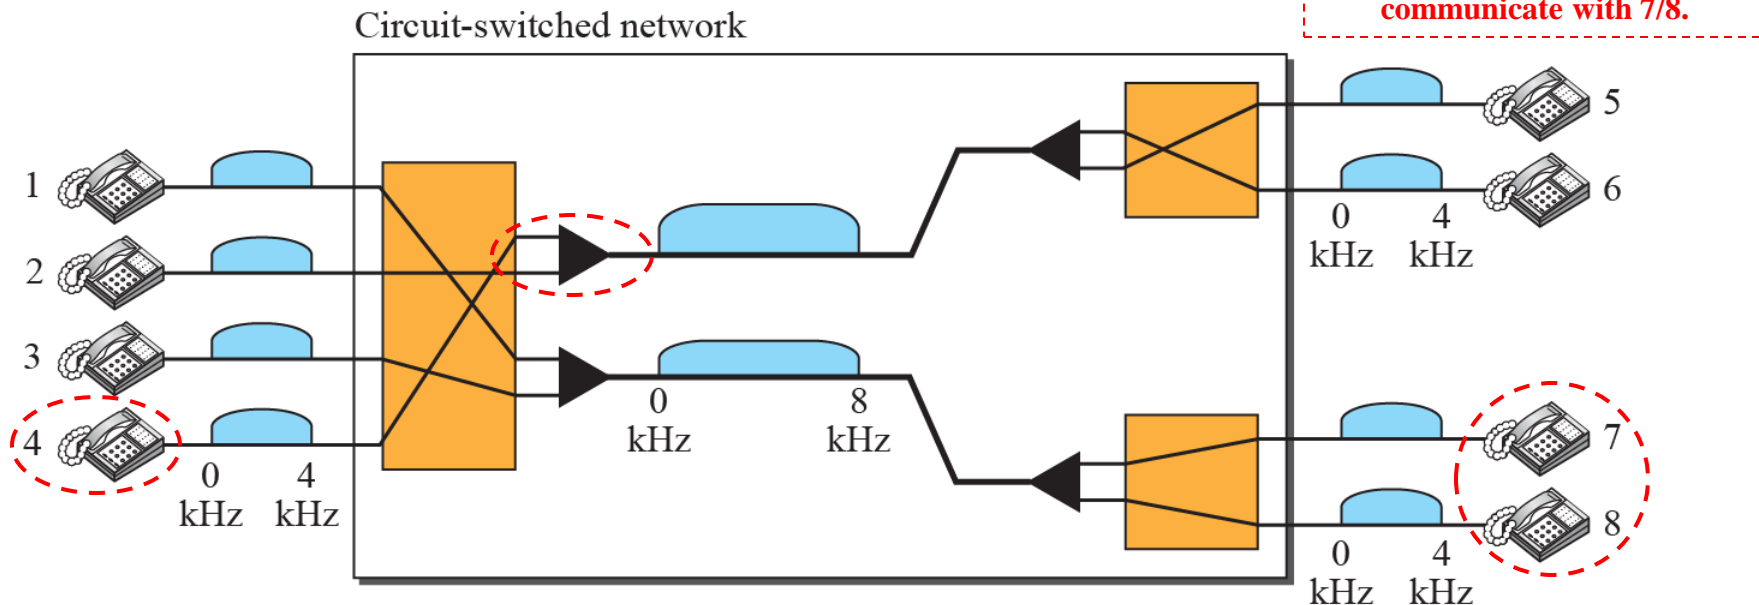 communicate with 7/8.
Circuit-switched network
1
2
3
4
0 4
kHz kHz
0 8
kHz kHz
5
6
0 4
kHz kHz
7
8
0 4
kHz kHz